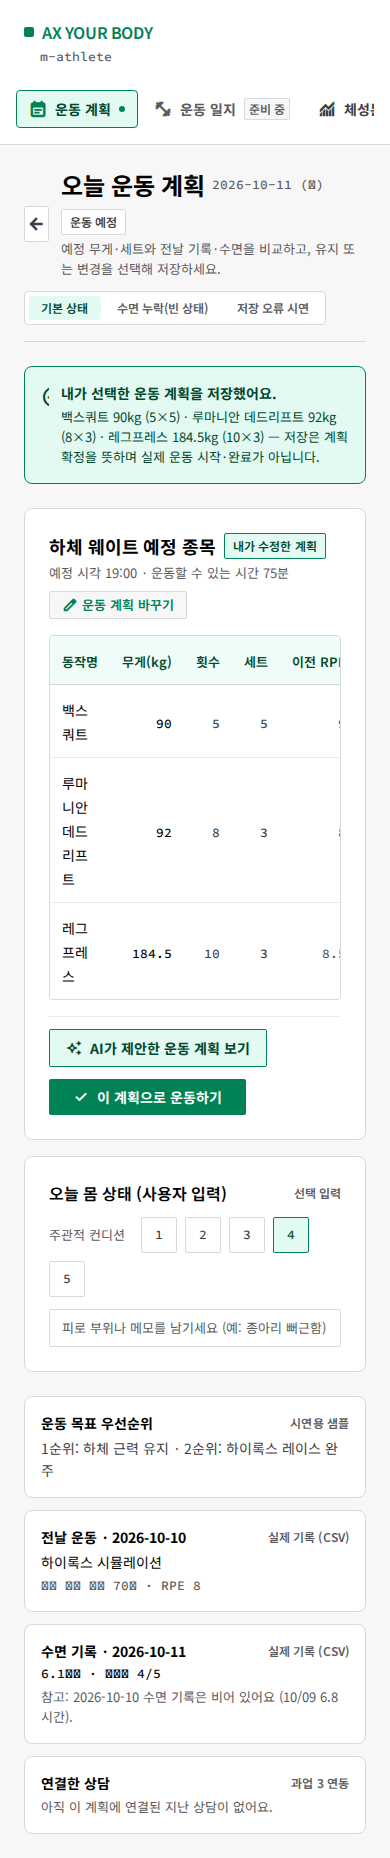 AX YOUR BODY
m-athlete
운동 계획
운동 일지 준비 중
체성
오늘 운동 계획 2026-10-11
운동 예정
예정 무게·세트와 전날 기록·수면을 비교하고, 유지 또
는 변경을 선택해 저장하세요.
기본 상태 수면 누락(빈 상태) 저장 오류 시연
내가 선택한 운동 계획을 저장했어요.
백스쿼트 90kg (5×5) · 루마니안 데드리프트 92kg
(8×3) · 레그프레스 184.5kg (10×3) — 저장은 계획
확정을 뜻하며 실제 운동 시작·완료가 아닙니다.
하체 웨이트 예정 종목 내가 수정한 계획
예정 시각 19:00 · 운동할 수 있는 시간 75분
운동 계획 바꾸기
동작명 무게(kg) 횟수 세트 이전 RPE
백스
쿼트
90 5 5
루마
니안
데드
리프
트
92 8 3
레그
프레
스
184.5 10 3 8.5
AI가 제안한 운동 계획 보기
이 계획으로 운동하기
오늘 몸 상태 (사용자 입력) 선택 입력
주관적 컨디션 1 2 3 4
5
피로 부위나 메모를 남기세요 (예: 종아리 뻐근함)
운동 목표 우선순위 시연용 샘플
1순위: 하체 근력 유지 · 2순위: 하이록스 레이스 완
주
전날 운동 · 2026-10-10 실제 기록 (CSV)
하이록스 시뮬레이션
70 · RPE 8
수면 기록 · 2026-10-11 실제 기록 (CSV)
6.1 · 4/5
참고: 2026-10-10 수면 기록은 비어 있어요 (10/09 6.8
시간).
연결한 상담 과업 3 연동
아직 이 계획에 연결된 지난 상담이 없어요.